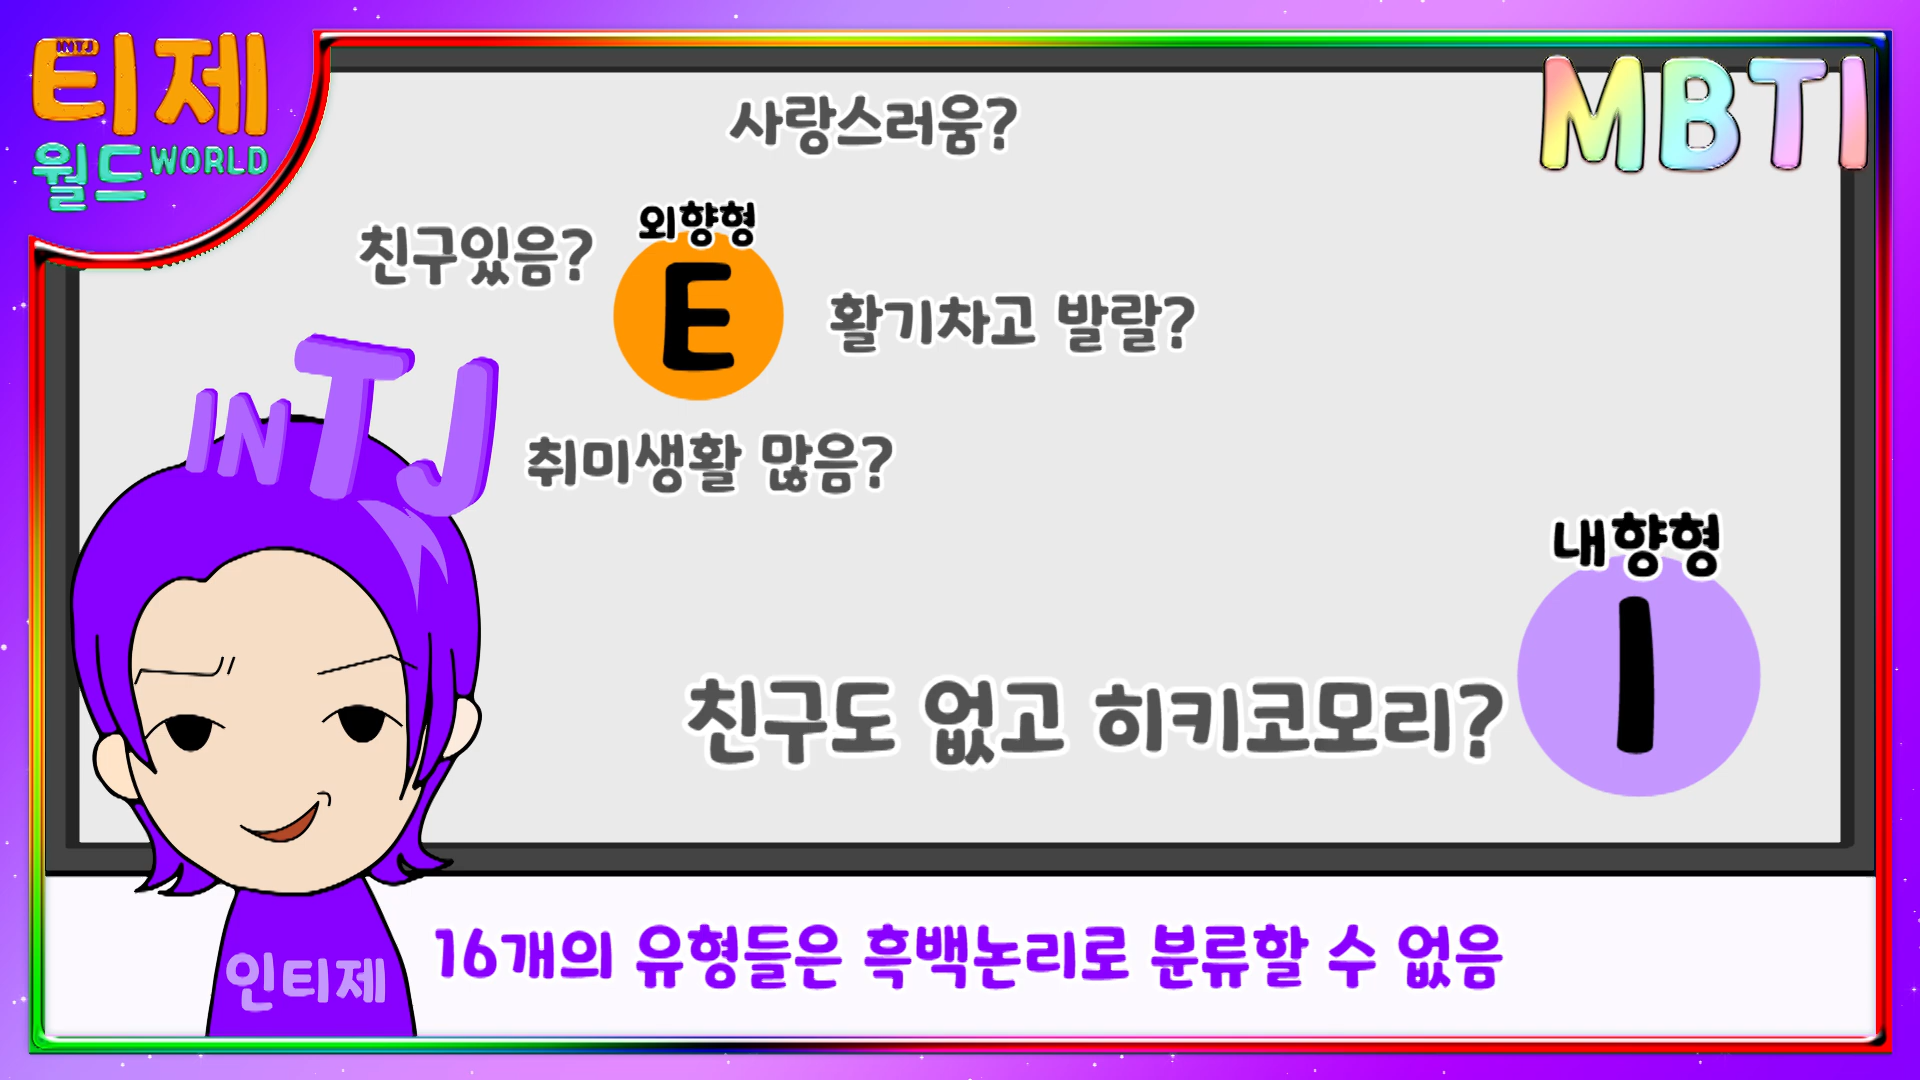 INTJ
티제
월드 WORLD
MBTI
사랑스러움?
친구있음?
외향형
E
활기차고 발랄?
취미생활 많음?
INTJ
내향형
I
친구도 없고 히키코모리?
인티제
16개의 유형들은 흑백논리로 분류할 수 없음